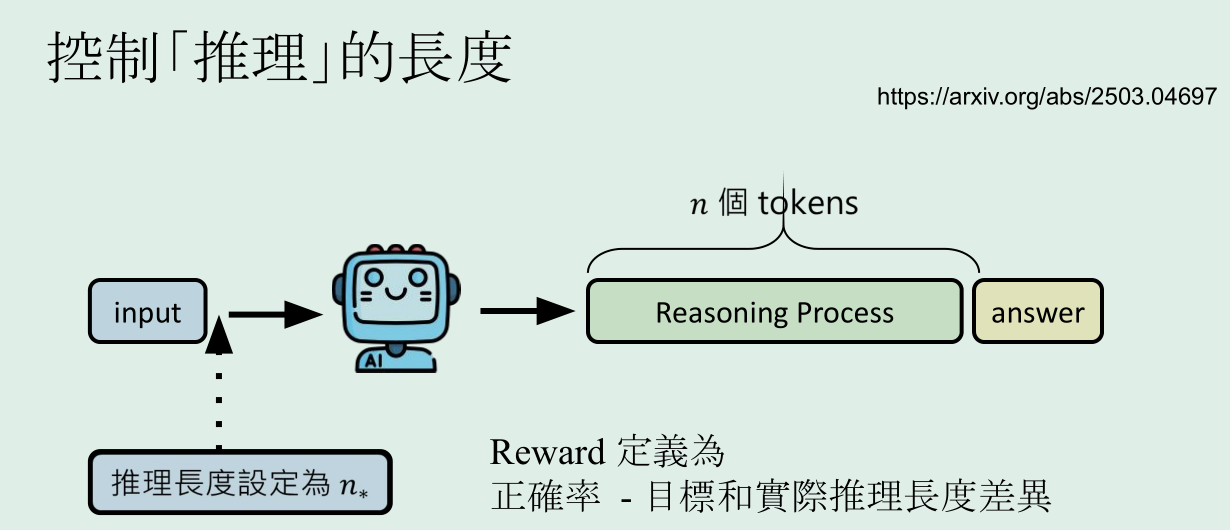 控制「推理」的長度
https://arxiv.org/abs/2503.04697
n 個 tokens
input
AI
Reasoning Process
answer
推理長度設定為 n*
Reward 定義為
正確率 - 目標和實際推理長度差異